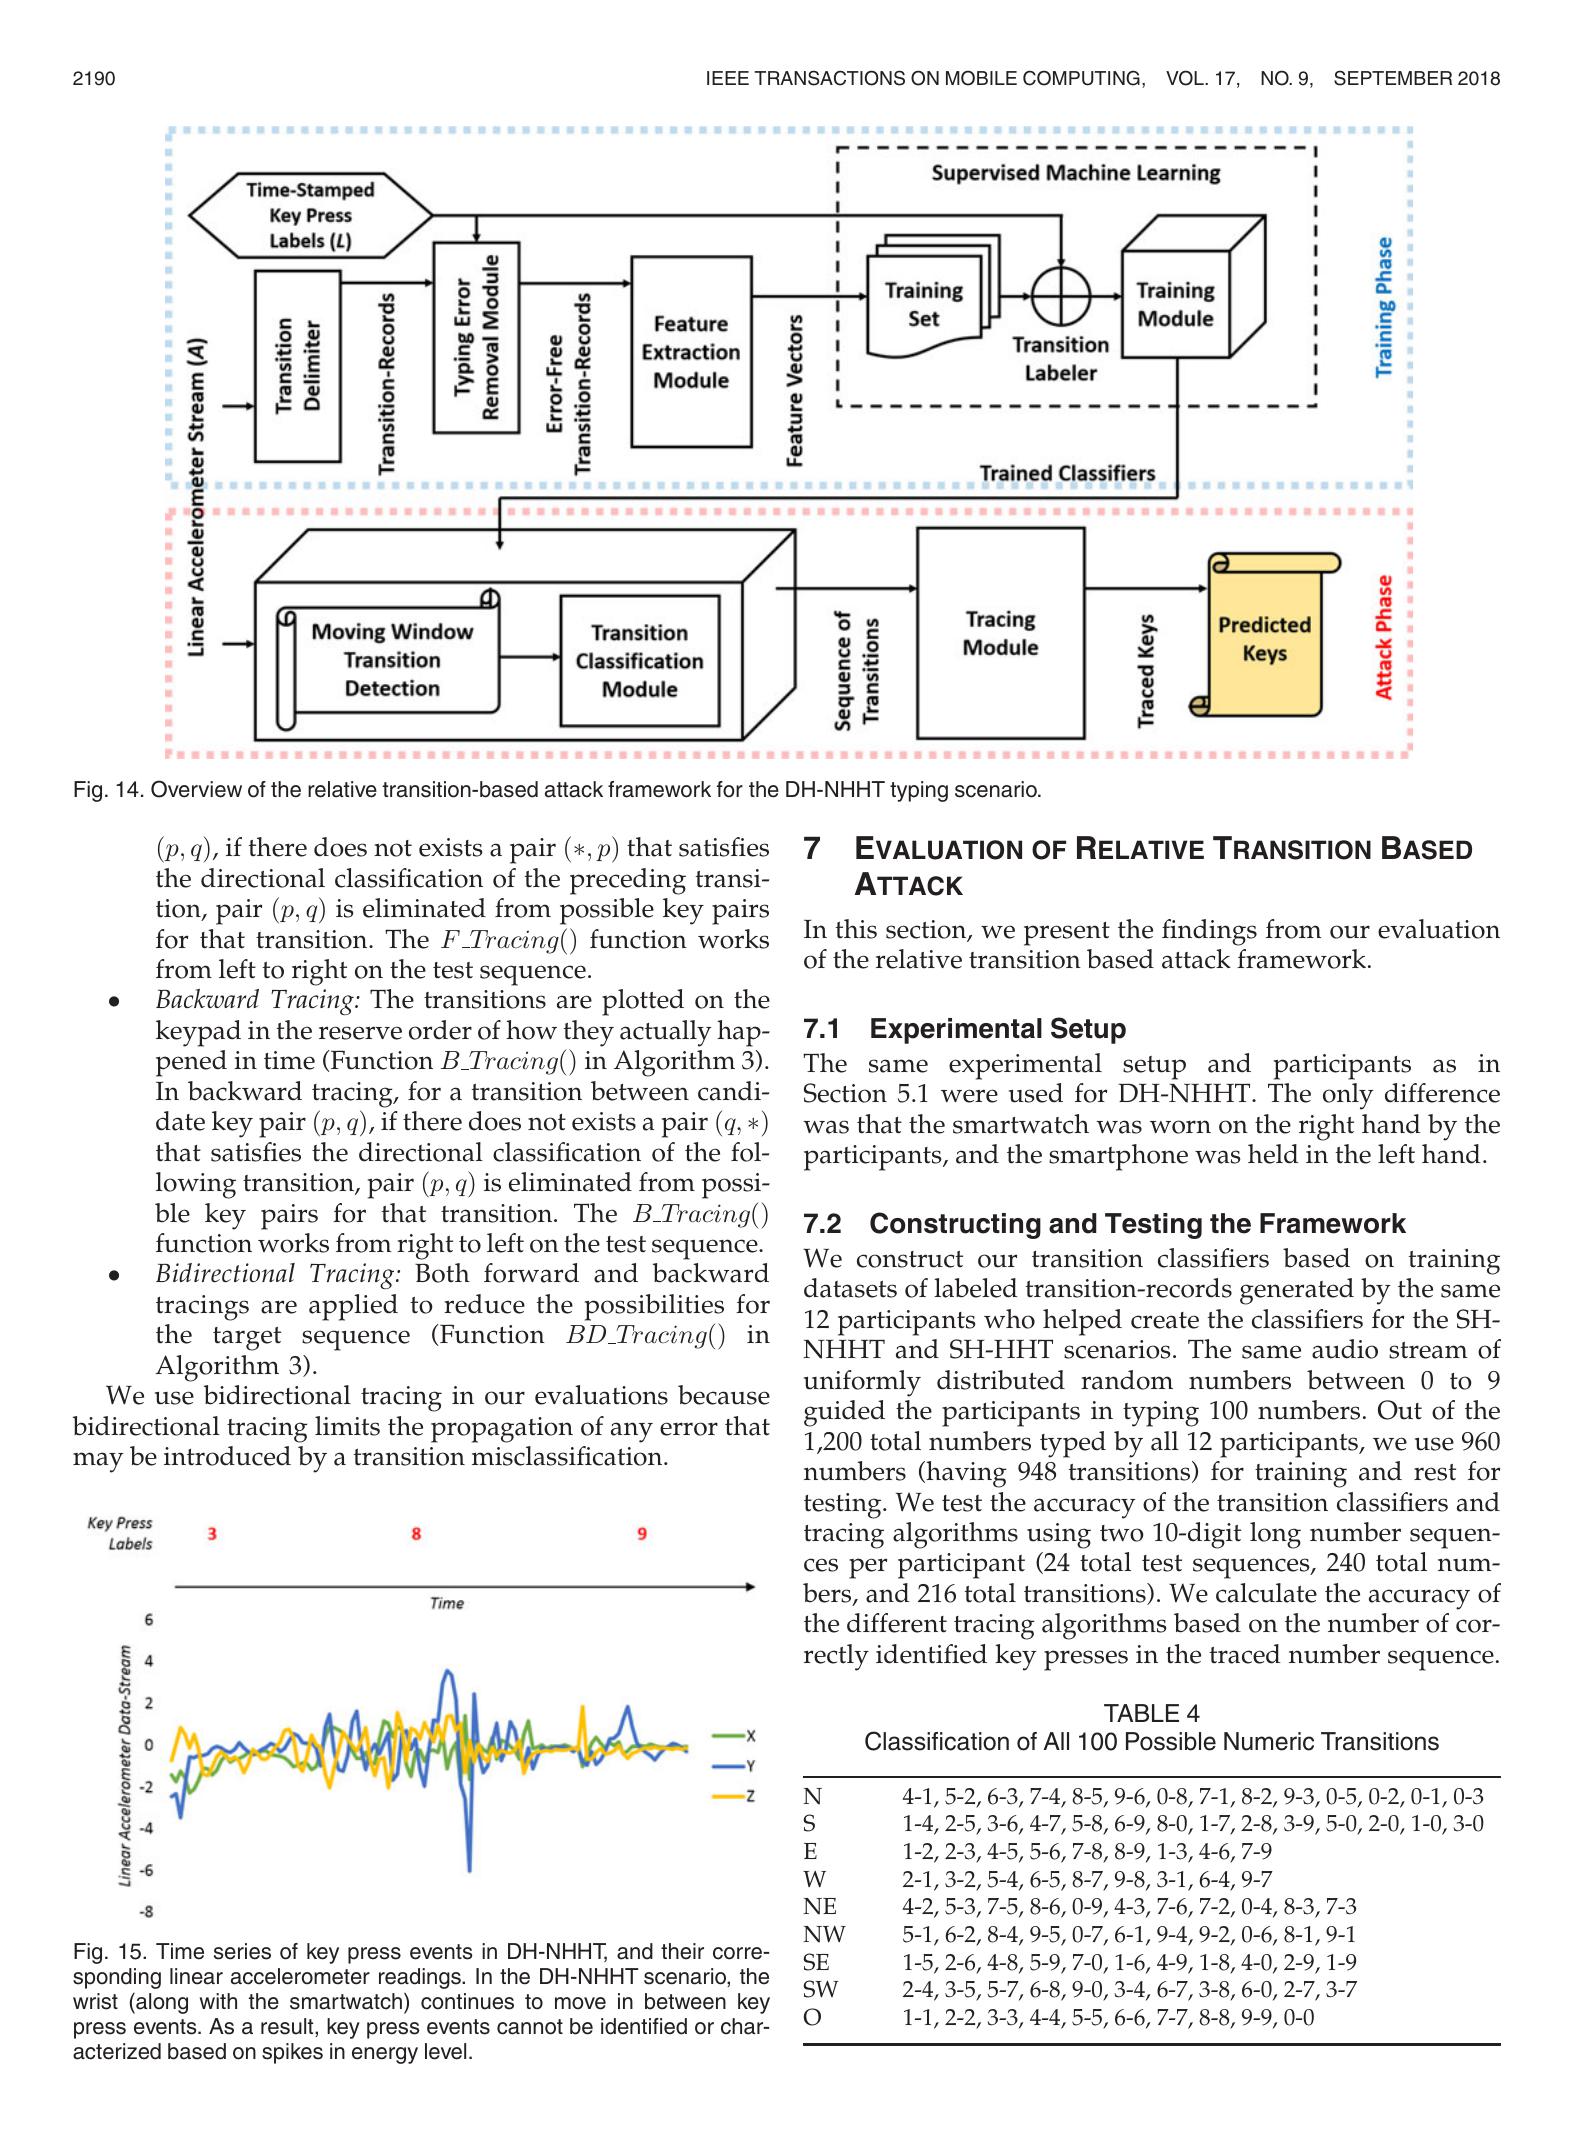 2190
IEEE TRANSACTIONS ON MOBILE COMPUTING, VOL. 17, NO. 9, SEPTEMBER 2018
Time-Stamped
Key Press
Labels (L)
Supervised Machine Learning
Linear Accelerometer Stream (A)
Transition
Delimiter
Transition-Records
Typing Error
Removal Module
Error-Free
Transition-Records
Feature
Extraction
Module
Feature Vectors
Training
Set
Transition
Labeler
Training
Module
Training Phase
Trained Classifiers
Moving Window
Transition
Detection
Transition
Classification
Module
Sequence of
Transitions
Tracing
Module
Traced Keys
Predicted
Keys
Attack Phase
Fig. 14. Overview of the relative transition-based attack framework for the DH-NHHT typing scenario.
(p, q), if there does not exists a pair (∗, p) that satisfies
the directional classification of the preceding transi-
tion, pair (p, q) is eliminated from possible key pairs
for that transition. The F_Tracing() function works
from left to right on the test sequence.
• Backward Tracing: The transitions are plotted on the
keypad in the reserve order of how they actually hap-
pened in time (Function B_Tracing() in Algorithm 3).
In backward tracing, for a transition between candi-
date key pair (p, q), if there does not exists a pair (q, ∗)
that satisfies the directional classification of the fol-
lowing transition, pair (p, q) is eliminated from possi-
ble key pairs for that transition. The B_Tracing()
function works from right to left on the test sequence.
• Bidirectional Tracing: Both forward and backward
tracings are applied to reduce the possibilities for
the target sequence (Function BD_Tracing() in
Algorithm 3).
We use bidirectional tracing in our evaluations because
bidirectional tracing limits the propagation of any error that
may be introduced by a transition misclassification.
Key Press
Labels
3 8 9
Time
Linear Accelerometer Data-Stream
6
4
2
0
-2
-4
-6
-8
X
Y
Z
Fig. 15. Time series of key press events in DH-NHHT, and their corre-
sponding linear accelerometer readings. In the DH-NHHT scenario, the
wrist (along with the smartwatch) continues to move in between key
press events. As a result, key press events cannot be identified or char-
acterized based on spikes in energy level.
7 EVALUATION OF RELATIVE TRANSITION BASED
ATTACK
In this section, we present the findings from our evaluation
of the relative transition based attack framework.
7.1 Experimental Setup
The same experimental setup and participants as in
Section 5.1 were used for DH-NHHT. The only difference
was that the smartwatch was worn on the right hand by the
participants, and the smartphone was held in the left hand.
7.2 Constructing and Testing the Framework
We construct our transition classifiers based on training
datasets of labeled transition-records generated by the same
12 participants who helped create the classifiers for the SH-
NHHT and SH-HHT scenarios. The same audio stream of
uniformly distributed random numbers between 0 to 9
guided the participants in typing 100 numbers. Out of the
1,200 total numbers typed by all 12 participants, we use 960
numbers (having 948 transitions) for training and rest for
testing. We test the accuracy of the transition classifiers and
tracing algorithms using two 10-digit long number sequen-
ces per participant (24 total test sequences, 240 total num-
bers, and 216 total transitions). We calculate the accuracy of
the different tracing algorithms based on the number of cor-
rectly identified key presses in the traced number sequence.
TABLE 4
Classification of All 100 Possible Numeric Transitions
N 4-1, 5-2, 6-3, 7-4, 8-5, 9-6, 0-8, 7-1, 8-2, 9-3, 0-5, 0-2, 0-1, 0-3
S 1-4, 2-5, 3-6, 4-7, 5-8, 6-9, 8-0, 1-7, 2-8, 3-9, 5-0, 2-0, 1-0, 3-0
E 1-2, 2-3, 4-5, 5-6, 7-8, 8-9, 1-3, 4-6, 7-9
W 2-1, 3-2, 5-4, 6-5, 8-7, 9-8, 3-1, 6-4, 9-7
NE 4-2, 5-3, 7-5, 8-6, 0-9, 4-3, 7-6, 7-2, 0-4, 8-3, 7-3
NW 5-1, 6-2, 8-4, 9-5, 0-7, 6-1, 9-4, 9-2, 0-6, 8-1, 9-1
SE 1-5, 2-6, 4-8, 5-9, 7-0, 1-6, 4-9, 1-8, 4-0, 2-9, 1-9
SW 2-4, 3-5, 5-7, 6-8, 9-0, 3-4, 6-7, 3-8, 6-0, 2-7, 3-7
O 1-1, 2-2, 3-3, 4-4, 5-5, 6-6, 7-7, 8-8, 9-9, 0-0